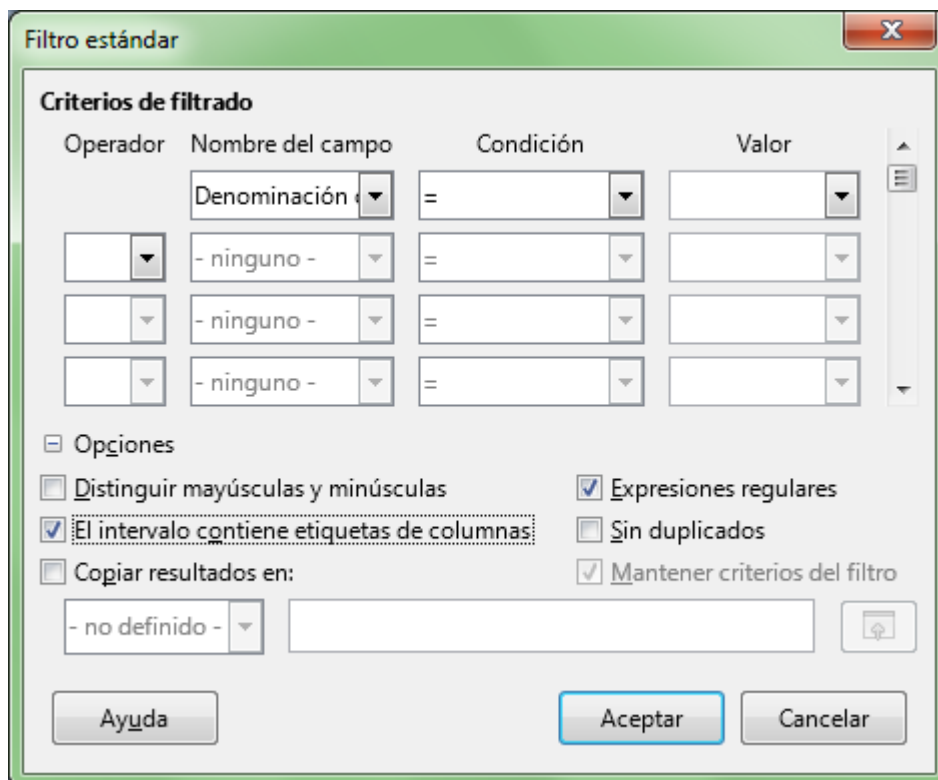 Filtro estándar
Criterios de filtrado
Operador Nombre del campo Condición Valor
Denominación =
- ninguno - =
- ninguno - =
- ninguno - =
Opciones
Distinguir mayúsculas y minúsculas Expresiones regulares
El intervalo contiene etiquetas de columnas Sin duplicados
Copiar resultados en: Mantener criterios del filtro
- no definido -
Ayuda Aceptar Cancelar